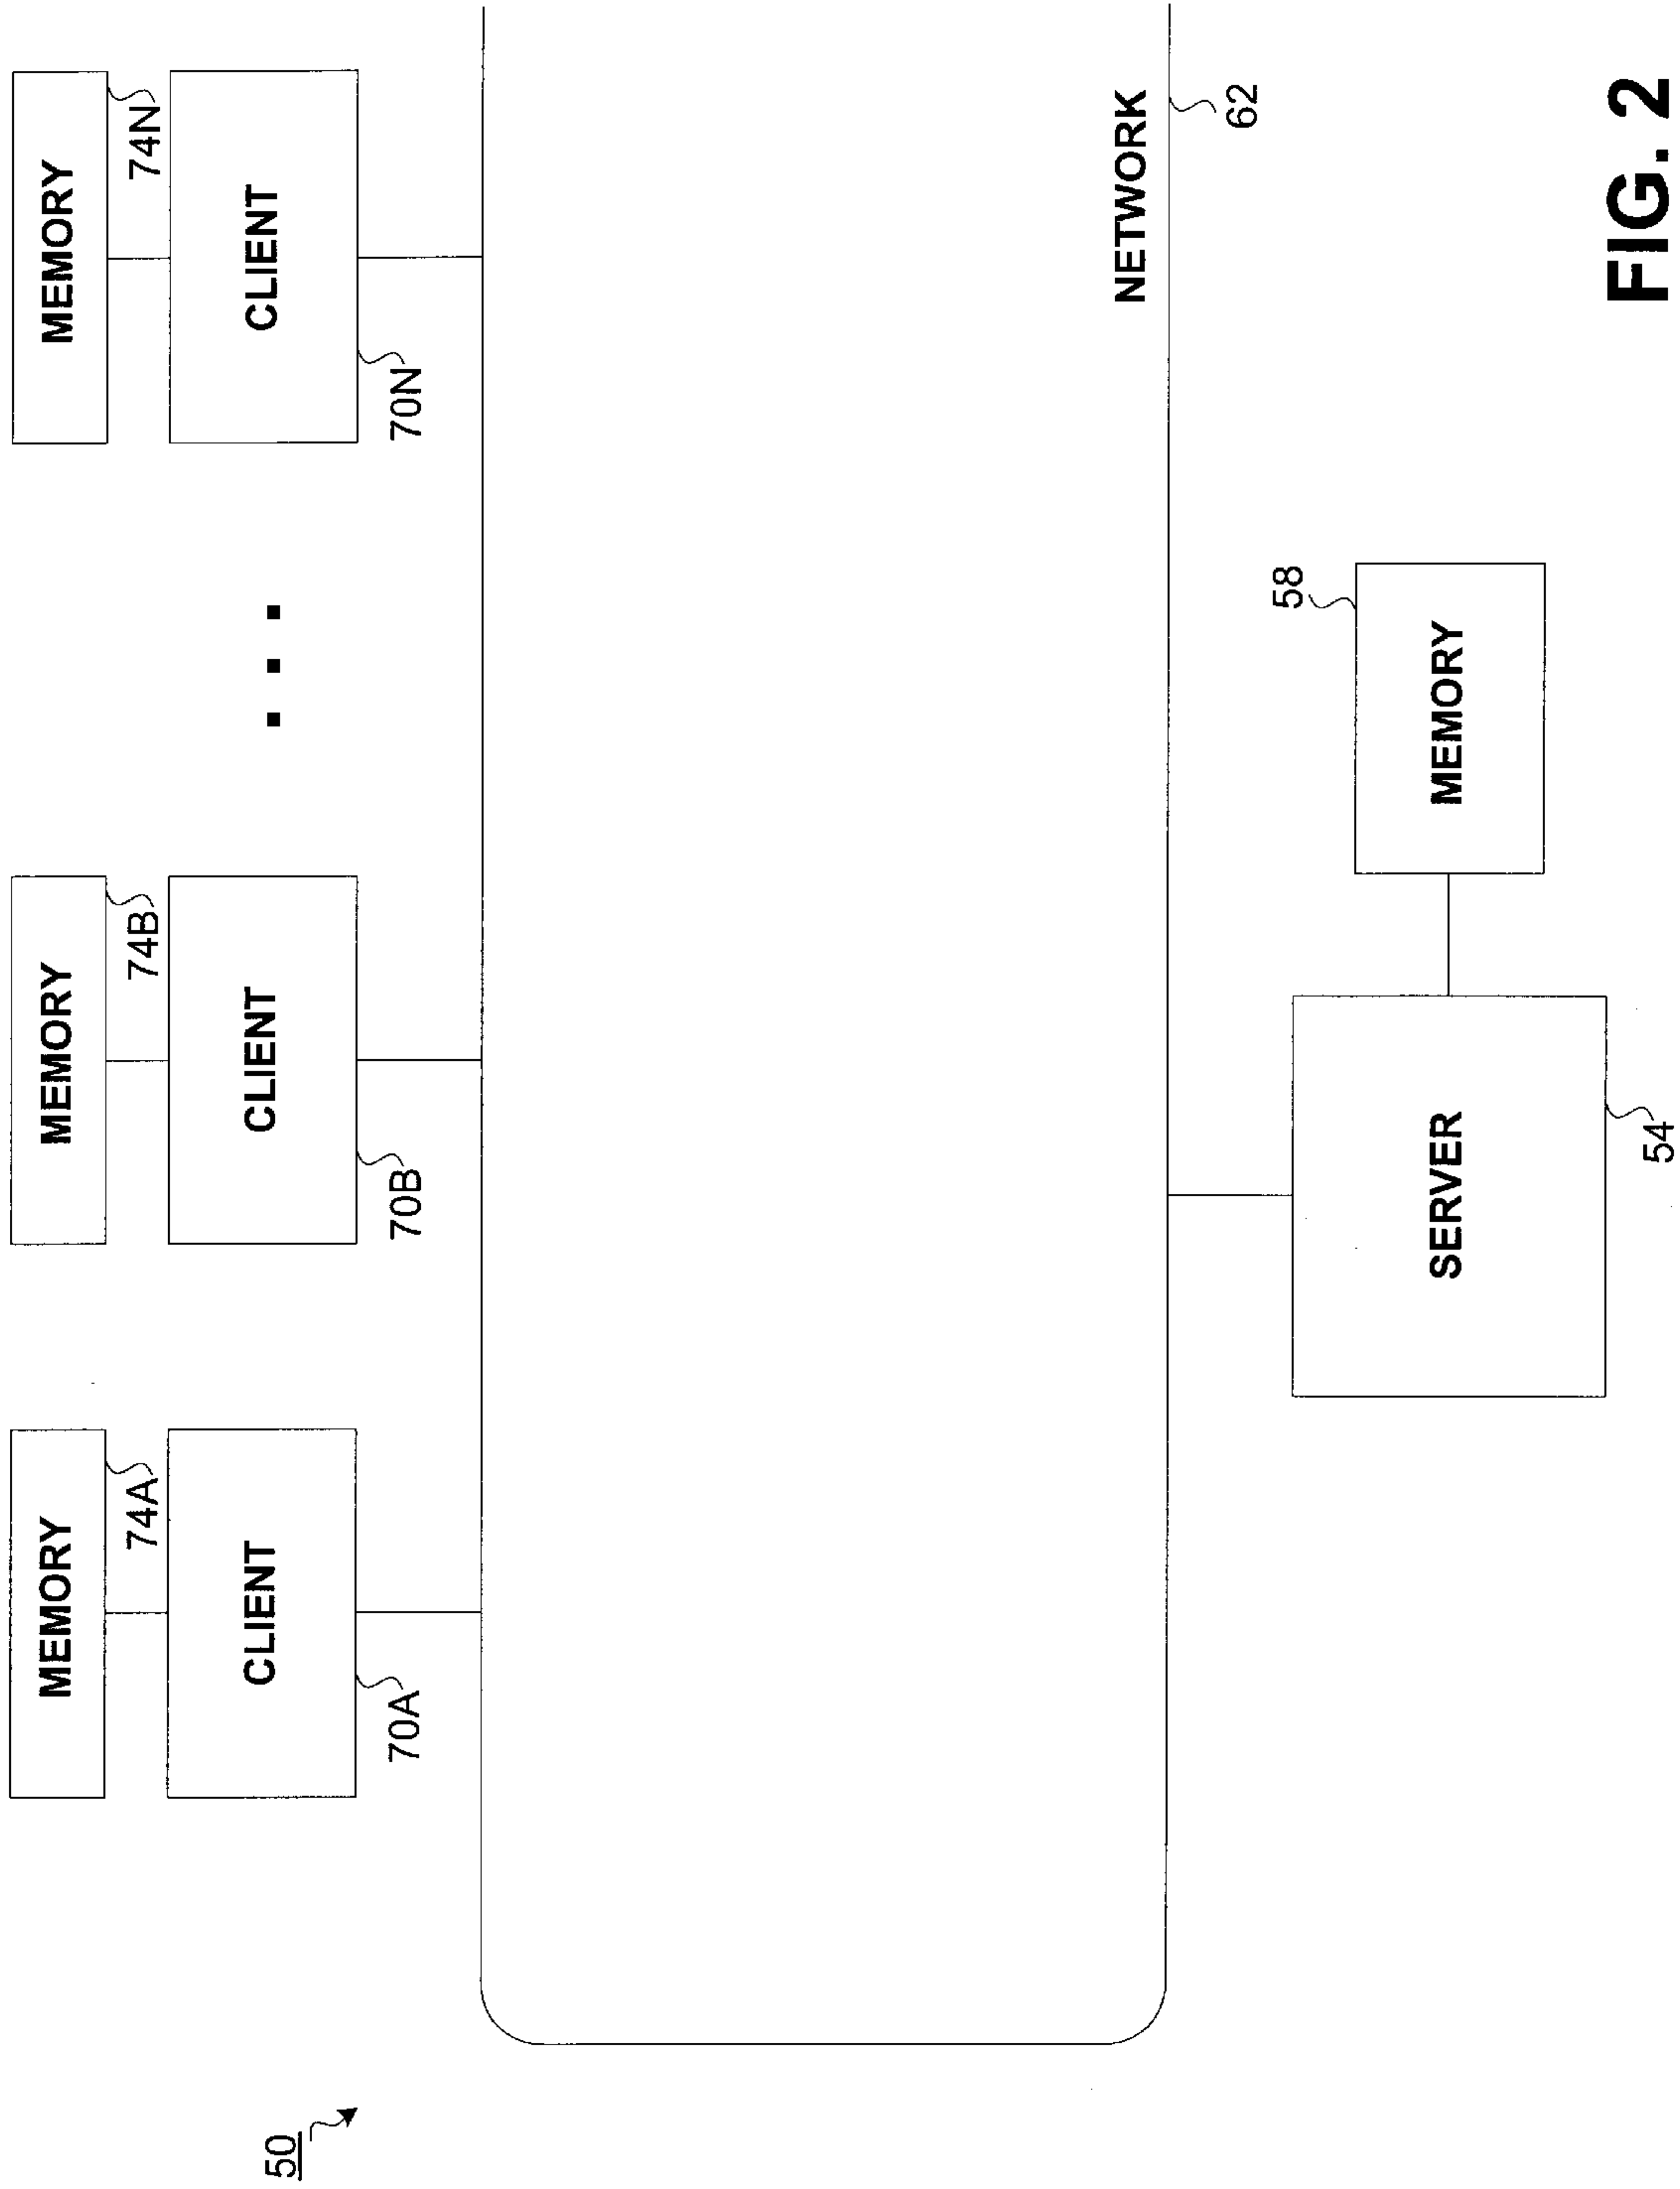 50
MEMORY
MEMORY
MEMORY
74A
74B
74N
CLIENT
CLIENT
CLIENT
70A
70B
70N
NETWORK
62
58
SERVER
MEMORY
54
FIG. 2